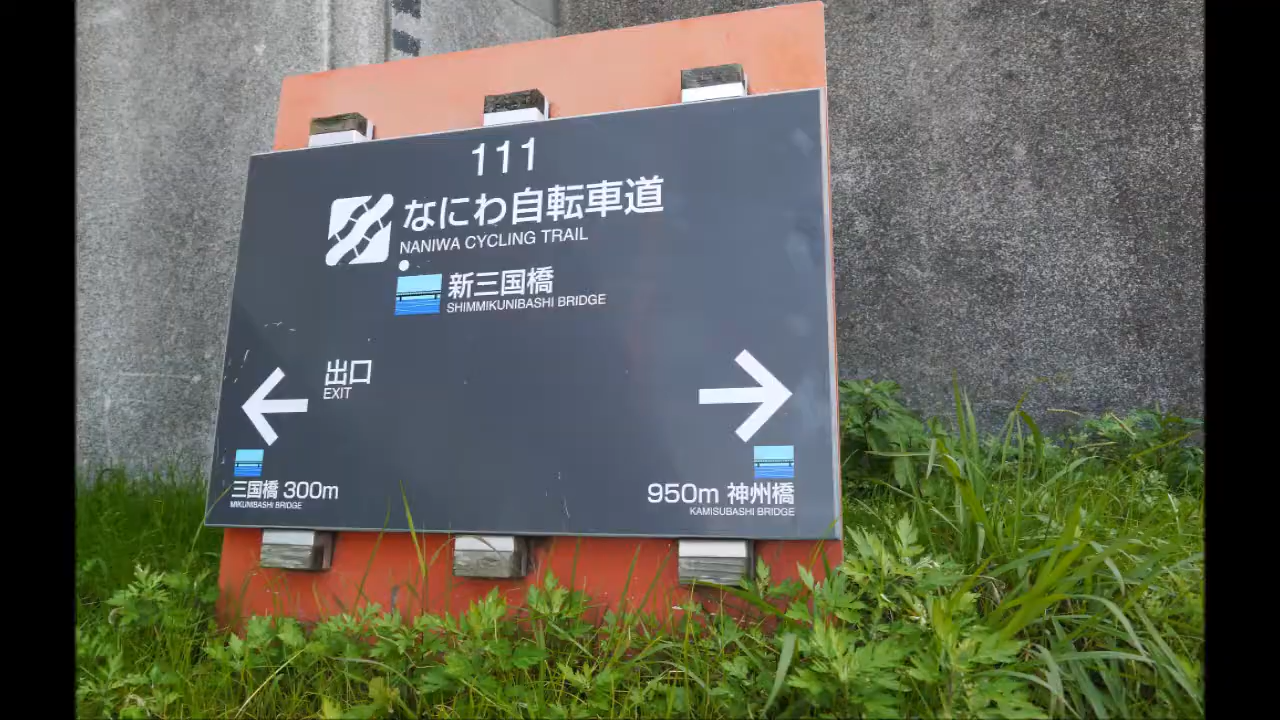 111
なにわ自転車道
NANIWA CYCLING TRAIL
新三国橋
SHIMMIKUNIBASHI BRIDGE
出口
EXIT
三国橋 300m
MIKUNIBASHI BRIDGE
950m 神州橋
KAMISUBASHI BRIDGE